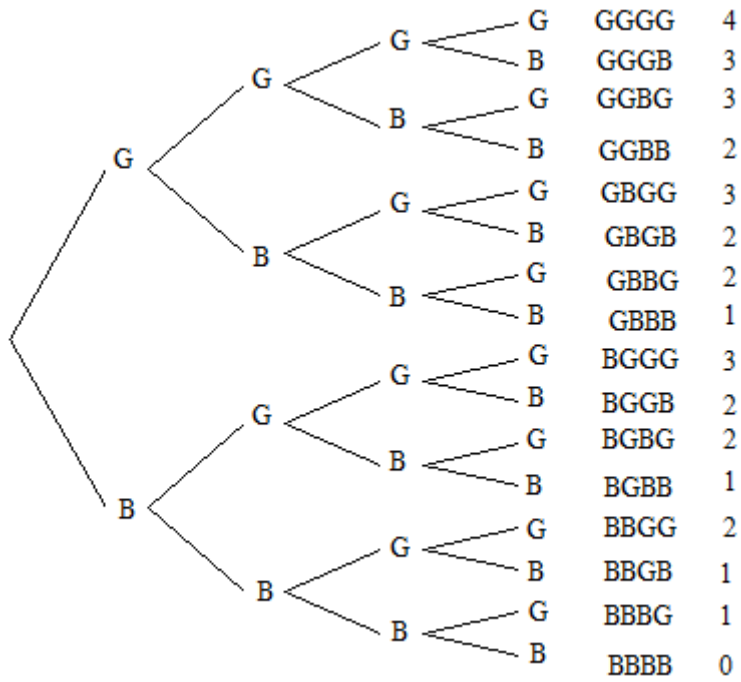 G GGGG 4
G
B GGGB 3
G
G GGBG 3
B
B GGBB 2
G
G GBGG 3
G
B GBGB 2
B
G GBBG 2
B
B GBBB 1
G BGGG 3
G
B BGGB 2
G
G BGBG 2
B
B BGBB 1
B
G BBGG 2
G
B BBGB 1
B
G BBBG 1
B
B BBBB 0